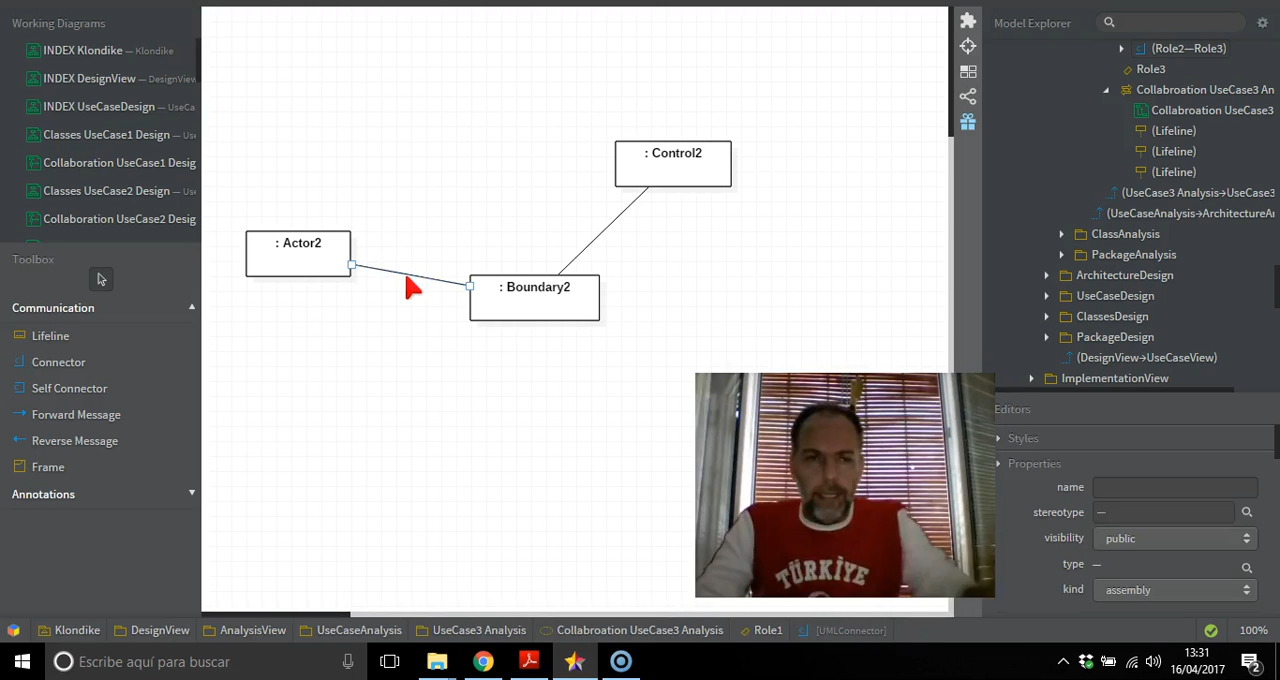 Working Diagrams
INDEX Klondike — Klondike
INDEX DesignView — DesignView
INDEX UseCaseDesign — UseCa
Classes UseCase1 Design — Us
Collaboration UseCase1 Desig
Classes UseCase2 Design — Us
Collaboration UseCase2 Desig
Toolbox
Communication
Lifeline
Connector
Self Connector
Forward Message
Reverse Message
Frame
Annotations
: Control2
: Actor2
: Boundary2
TÜRKİYE
Model Explorer
(Role2—Role3)
Role3
Collabroation UseCase3 An
Collabroation UseCase3
(Lifeline)
(Lifeline)
(Lifeline)
(UseCase3 Analysis→UseCase3
(UseCaseAnalysis→ArchitectureA
ClassAnalysis
PackageAnalysis
ArchitectureDesign
UseCaseDesign
ClassesDesign
PackageDesign
(DesignView→UseCaseView)
ImplementationView
Editors
Styles
Properties
name
stereotype —
visibility public
type —
kind assembly
Klondike DesignView AnalysisView UseCaseAnalysis UseCase3 Analysis Collabroation UseCase3 Analysis Role1 [UMLConnector] 100%
Escribe aquí para buscar
13:31
16/04/2017
2